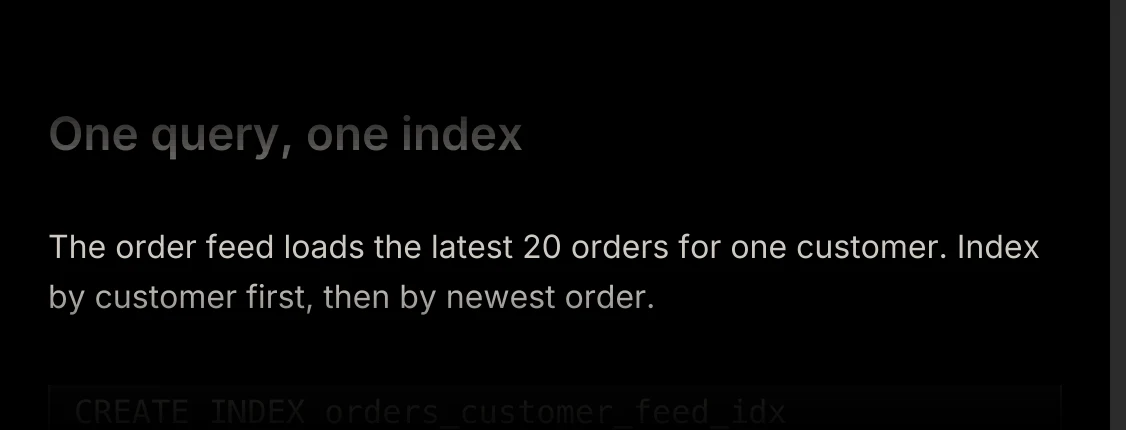 One query, one index
The order feed loads the latest 20 orders for one customer. Index
by customer first, then by newest order.
CREATE INDEX orders_customer_feed_idx